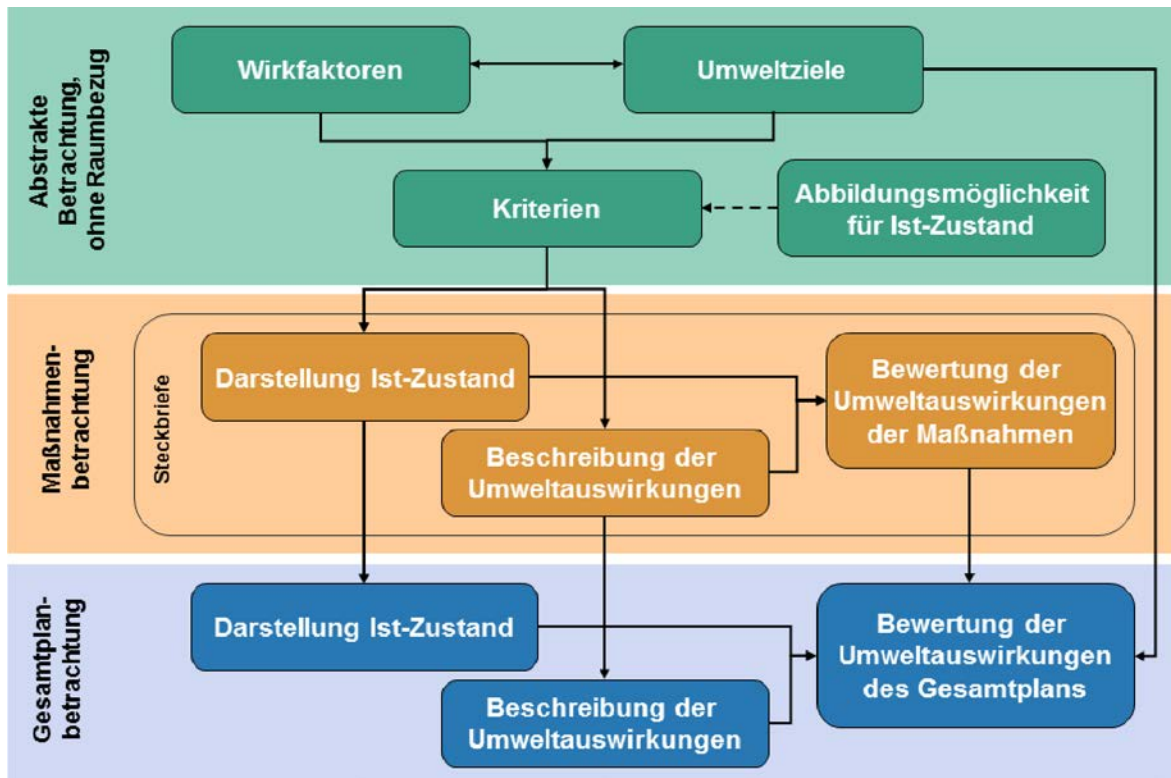 Abstrakte
Betrachtung,
ohne Raumbezug
Wirkfaktoren
Umweltziele
Kriterien
Abbildungsmöglichkeit
für Ist-Zustand
Maßnahmen-
betrachtung
Steckbriefe
Darstellung Ist-Zustand
Beschreibung der
Umweltauswirkungen
Bewertung der
Umweltauswirkungen
der Maßnahmen
Gesamtplan-
betrachtung
Darstellung Ist-Zustand
Beschreibung der
Umweltauswirkungen
Bewertung der
Umweltauswirkungen
des Gesamtplans